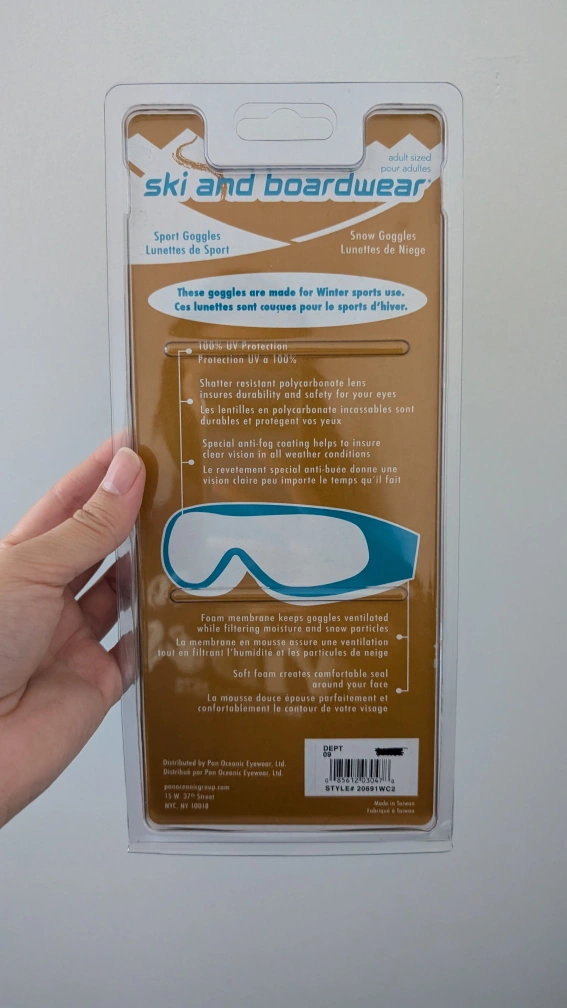 adult sized
pour adultes
ski and boardwear
Sport Goggles
Lunettes de Sport
Snow Goggles
Lunettes de Niege
These goggles are made for Winter sports use.
Ces lunettes sont couçues pour le sports d'hiver.
100% UV Protection
Protection UV a 100%
Shatter resistant polycarbonate lens
insures durability and safety for your eyes
Les lentilles en polycarbonate incassables sont
durables et protègent vos yeux
Special anti-fog coating helps to insure
clear vision in all weather conditions
Le revetement special anti-buée donne une
vision claire peu importe le temps qu'il fait
Foam membrane keeps goggles ventilated
while filtering moisture and snow particles
La membrane en mousse assure une ventilation
tout en filtrant l'humidité et les particules de neige
Soft foam creates comfortable seal
around your face
La mousse douce épouse parfaitement et
confortablement le contour de votre visage
Distributed by Pan Oceanic Eyewear, Ltd.
Distribué par Pan Oceanic Eyewear, Ltd.
panoceanicgroup.com
15 W. 37th Street
NYC, NY 10018
DEPT
09
0 85612 03047 8
STYLE# 20691WC2
Made in Taiwan
Fabriqué à Taiwan